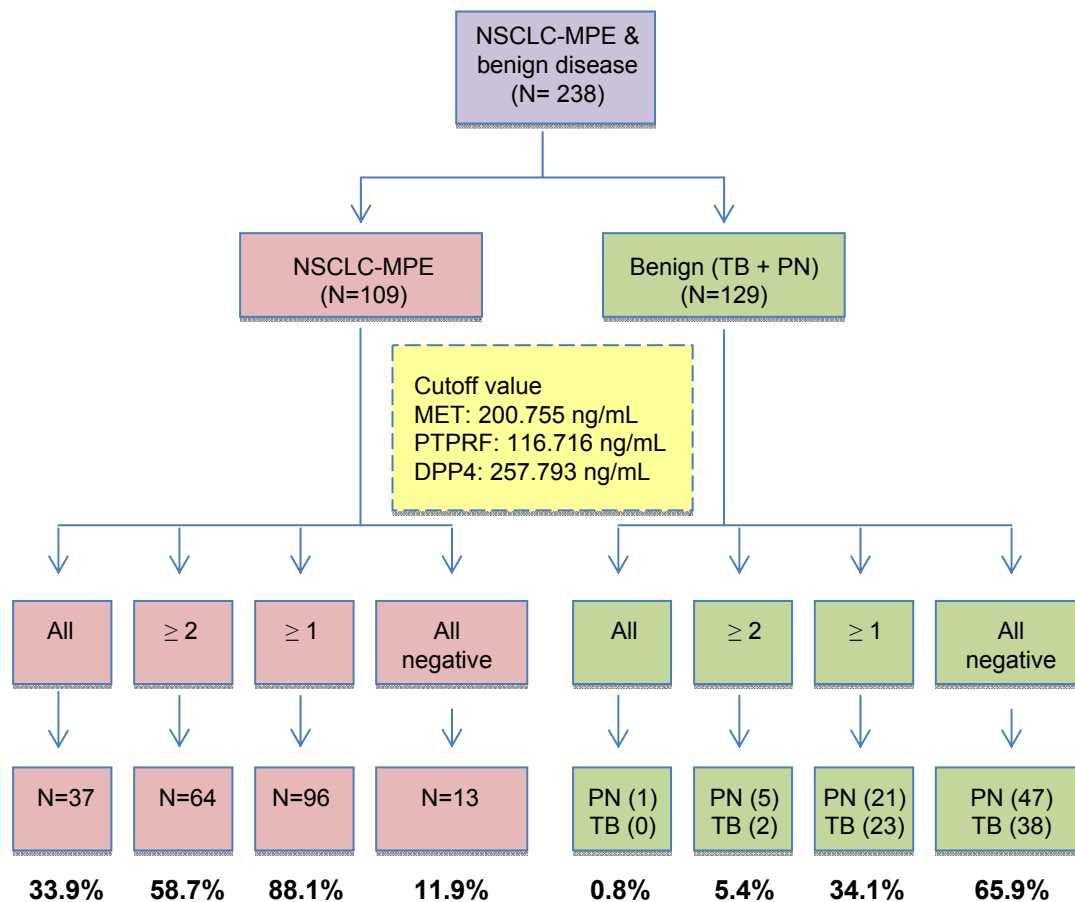 NSCLC-MPE &
benign disease
(N= 238)
NSCLC-MPE
(N=109)
Benign (TB + PN)
(N=129)
Cutoff value
MET: 200.755 ng/mL
PTPRF: 116.716 ng/mL
DPP4: 257.793 ng/mL
All
≥ 2
≥ 1
All
negative
All
≥ 2
≥ 1
All
negative
N=37
N=64
N=96
N=13
PN (1)
TB (0)
PN (5)
TB (2)
PN (21)
TB (23)
PN (47)
TB (38)
33.9%
58.7%
88.1%
11.9%
0.8%
5.4%
34.1%
65.9%